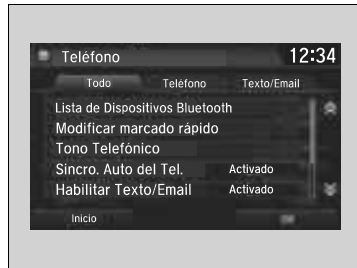 Teléfono 12:34
Todo Teléfono Texto/Email
Lista de Dispositivos Bluetooth
Modificar marcado rápido
Tono Telefónico
Sincro. Auto del Tel. Activado
Habilitar Texto/Email Activado
Inicio